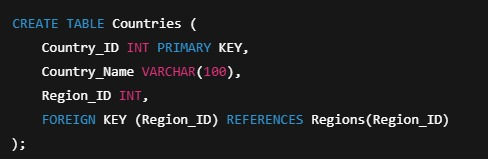 CREATE TABLE Countries (
    Country_ID INT PRIMARY KEY,
    Country_Name VARCHAR(100),
    Region_ID INT,
    FOREIGN KEY (Region_ID) REFERENCES Regions(Region_ID)
);